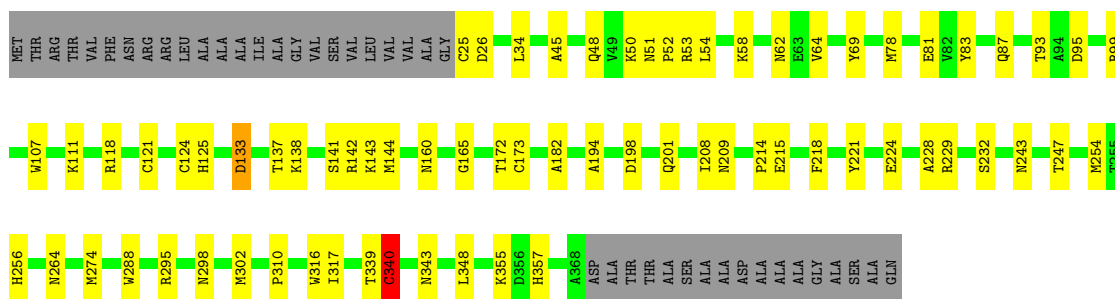 MET THR ARG THR VAL PHE ASN ARG ARG LEU ALA ALA ALA ILE ALA GLY VAL SER VAL LEU VAL VAL ALA GLY C25 D26 L34 A45 Q48 V49 K50 N51 P52 R53 L54 K58 N62 E63 V64 Y69 M78 E81 V82 Y83 Q87 T93 A94 D95
W107 K111 R118 C121 C124 H125 D133 T137 K138 S141 R142 K143 M144 N160 G165 T172 C173 A182 A194 D198 Q201 I208 N209 P214 E215 F218 Y221 E224 A228 R229 S232 N243 T247 M254 T255
H256 N264 M274 W288 R295 N298 M302 P310 W316 I317 T339 C340 N343 L348 K355 D356 H357 A368 ASP ALA THR THR ALA SER ALA ALA ALA ASP ALA ALA ALA ALA GLY ALA SER ALA GLN